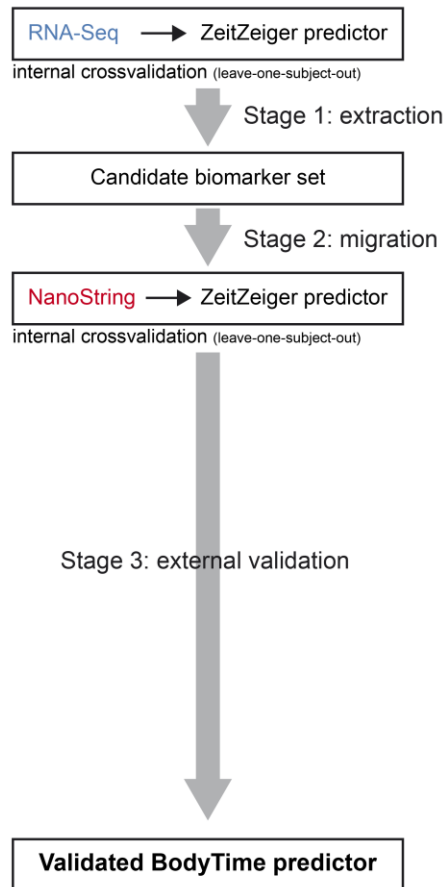 RNA-Seq → ZeitZeiger predictor
internal crossvalidation (leave-one-subject-out)
Stage 1: extraction
Candidate biomarker set
Stage 2: migration
NanoString → ZeitZeiger predictor
internal crossvalidation (leave-one-subject-out)
Stage 3: external validation
Validated BodyTime predictor